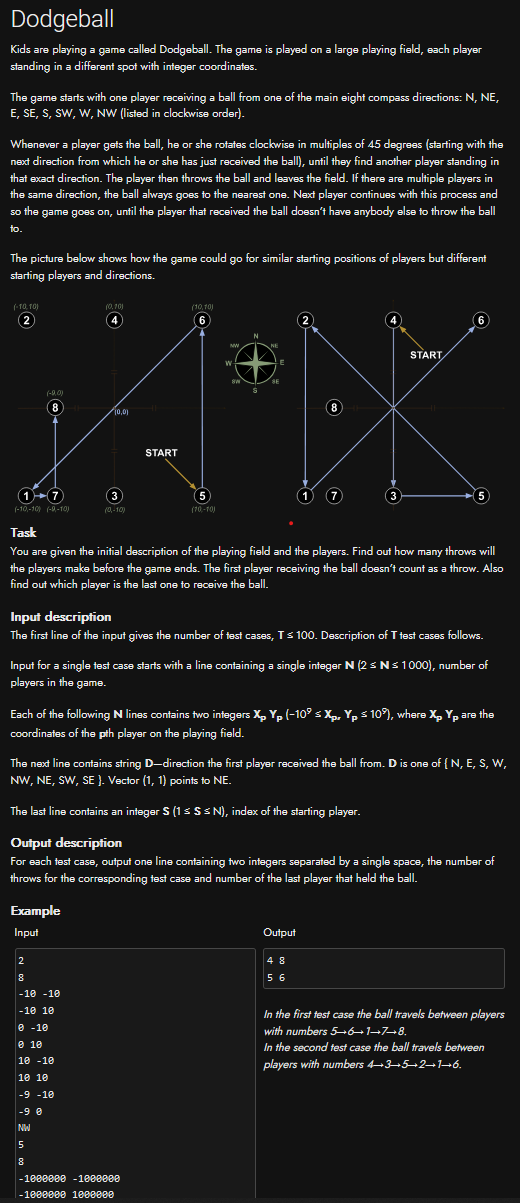 Dodgeball
Kids are playing a game called Dodgeball. The game is played on a large playing field, each player
standing in a different spot with integer coordinates.
The game starts with one player receiving a ball from one of the main eight compass directions: N, NE,
E, SE, S, SW, W, NW (listed in clockwise order).
Whenever a player gets the ball, he or she rotates clockwise in multiples of 45 degrees (starting with the
next direction from which he or she has just received the ball), until they find another player standing in
that exact direction. The player then throws the ball and leaves the field. If there are multiple players in
the same direction, the ball always goes to the nearest one. Next player continues with this process and
so the game goes on, until the player that received the ball doesn't have anybody else to throw the ball
to.
The picture below shows how the game could go for similar starting positions of players but different
starting players and directions.
(-10,10) (0,10) (10,10)
2 4 6 2 4 6
N
NW NE
W E
SW SE
S
START
(-9,0)
8 (0,0) 8
START
1 7 3 5 1 7 3 5
(-10,-10) (-9,-10) (0,-10) (10,-10)
Task
You are given the initial description of the playing field and the players. Find out how many throws will
the players make before the game ends. The first player receiving the ball doesn't count as a throw. Also
find out which player is the last one to receive the ball.
Input description
The first line of the input gives the number of test cases, T ≤ 100. Description of T test cases follows.
Input for a single test case starts with a line containing a single integer N (2 ≤ N ≤ 1 000), number of
players in the game.
Each of the following N lines contains two integers Xp Yp (-10⁹ ≤ Xp, Yp ≤ 10⁹), where Xp Yp are the
coordinates of the pth player on the playing field.
The next line contains string D—direction the first player received the ball from. D is one of { N, E, S, W,
NW, NE, SW, SE }. Vector (1, 1) points to NE.
The last line contains an integer S (1 ≤ S ≤ N), index of the starting player.
Output description
For each test case, output one line containing two integers separated by a single space, the number of
throws for the corresponding test case and number of the last player that held the ball.
Example
Input Output
2
8
-10 -10
-10 10
0 -10
0 10
10 -10
10 10
-9 -10
-9 0
NW
5
8
-1000000 -1000000
-1000000 1000000
4 8
5 6
In the first test case the ball travels between players
with numbers 5→6→1→7→8.
In the second test case the ball travels between
players with numbers 4→3→5→2→1→6.